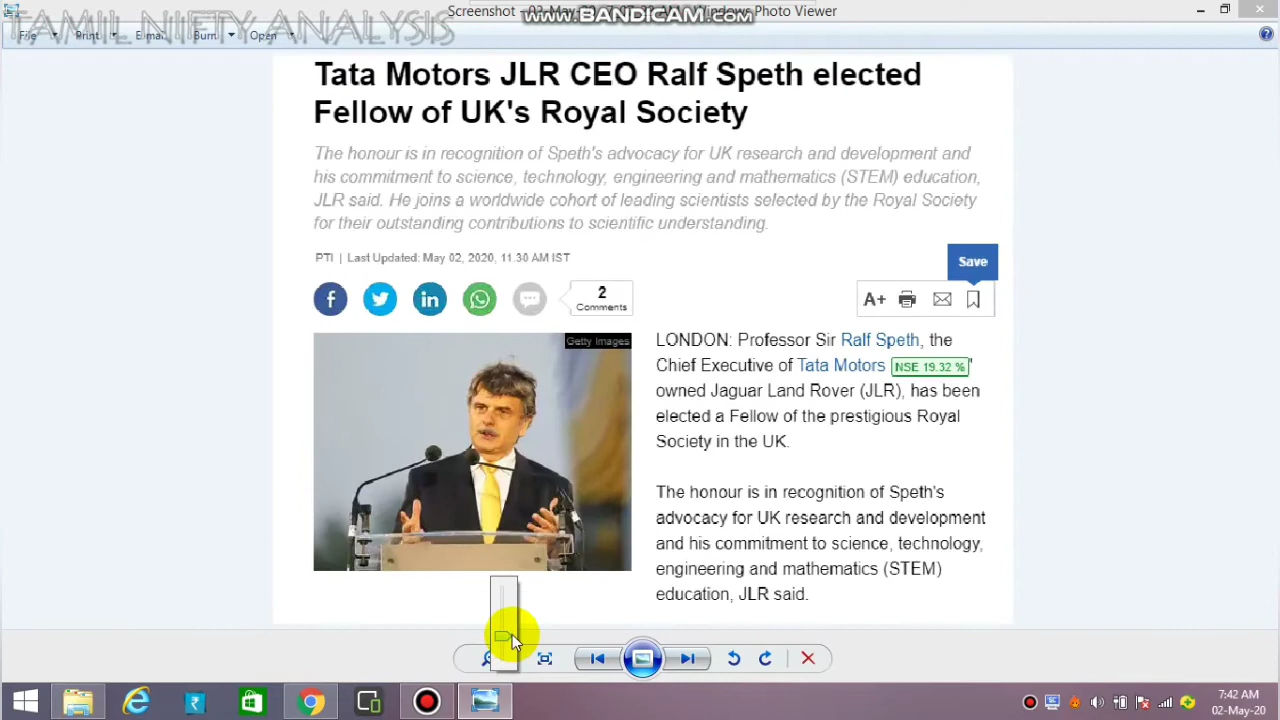 TAMIL NIFTY ANALYSIS
www.BANDICAM.com
Screenshot - 02-May-20 Windows Photo Viewer
File Print E-mail Burn Open
Tata Motors JLR CEO Ralf Speth elected
Fellow of UK's Royal Society
The honour is in recognition of Speth's advocacy for UK research and development and
his commitment to science, technology, engineering and mathematics (STEM) education,
JLR said. He joins a worldwide cohort of leading scientists selected by the Royal Society
for their outstanding contributions to scientific understanding.
PTI | Last Updated: May 02, 2020, 11.30 AM IST
Save
2
Comments
A+
Getty Images
LONDON: Professor Sir Ralf Speth, the
Chief Executive of Tata Motors NSE 19.32 % "
owned Jaguar Land Rover (JLR), has been
elected a Fellow of the prestigious Royal
Society in the UK.
The honour is in recognition of Speth's
advocacy for UK research and development
and his commitment to science, technology,
engineering and mathematics (STEM)
education, JLR said.
7:42 AM
02-May-20